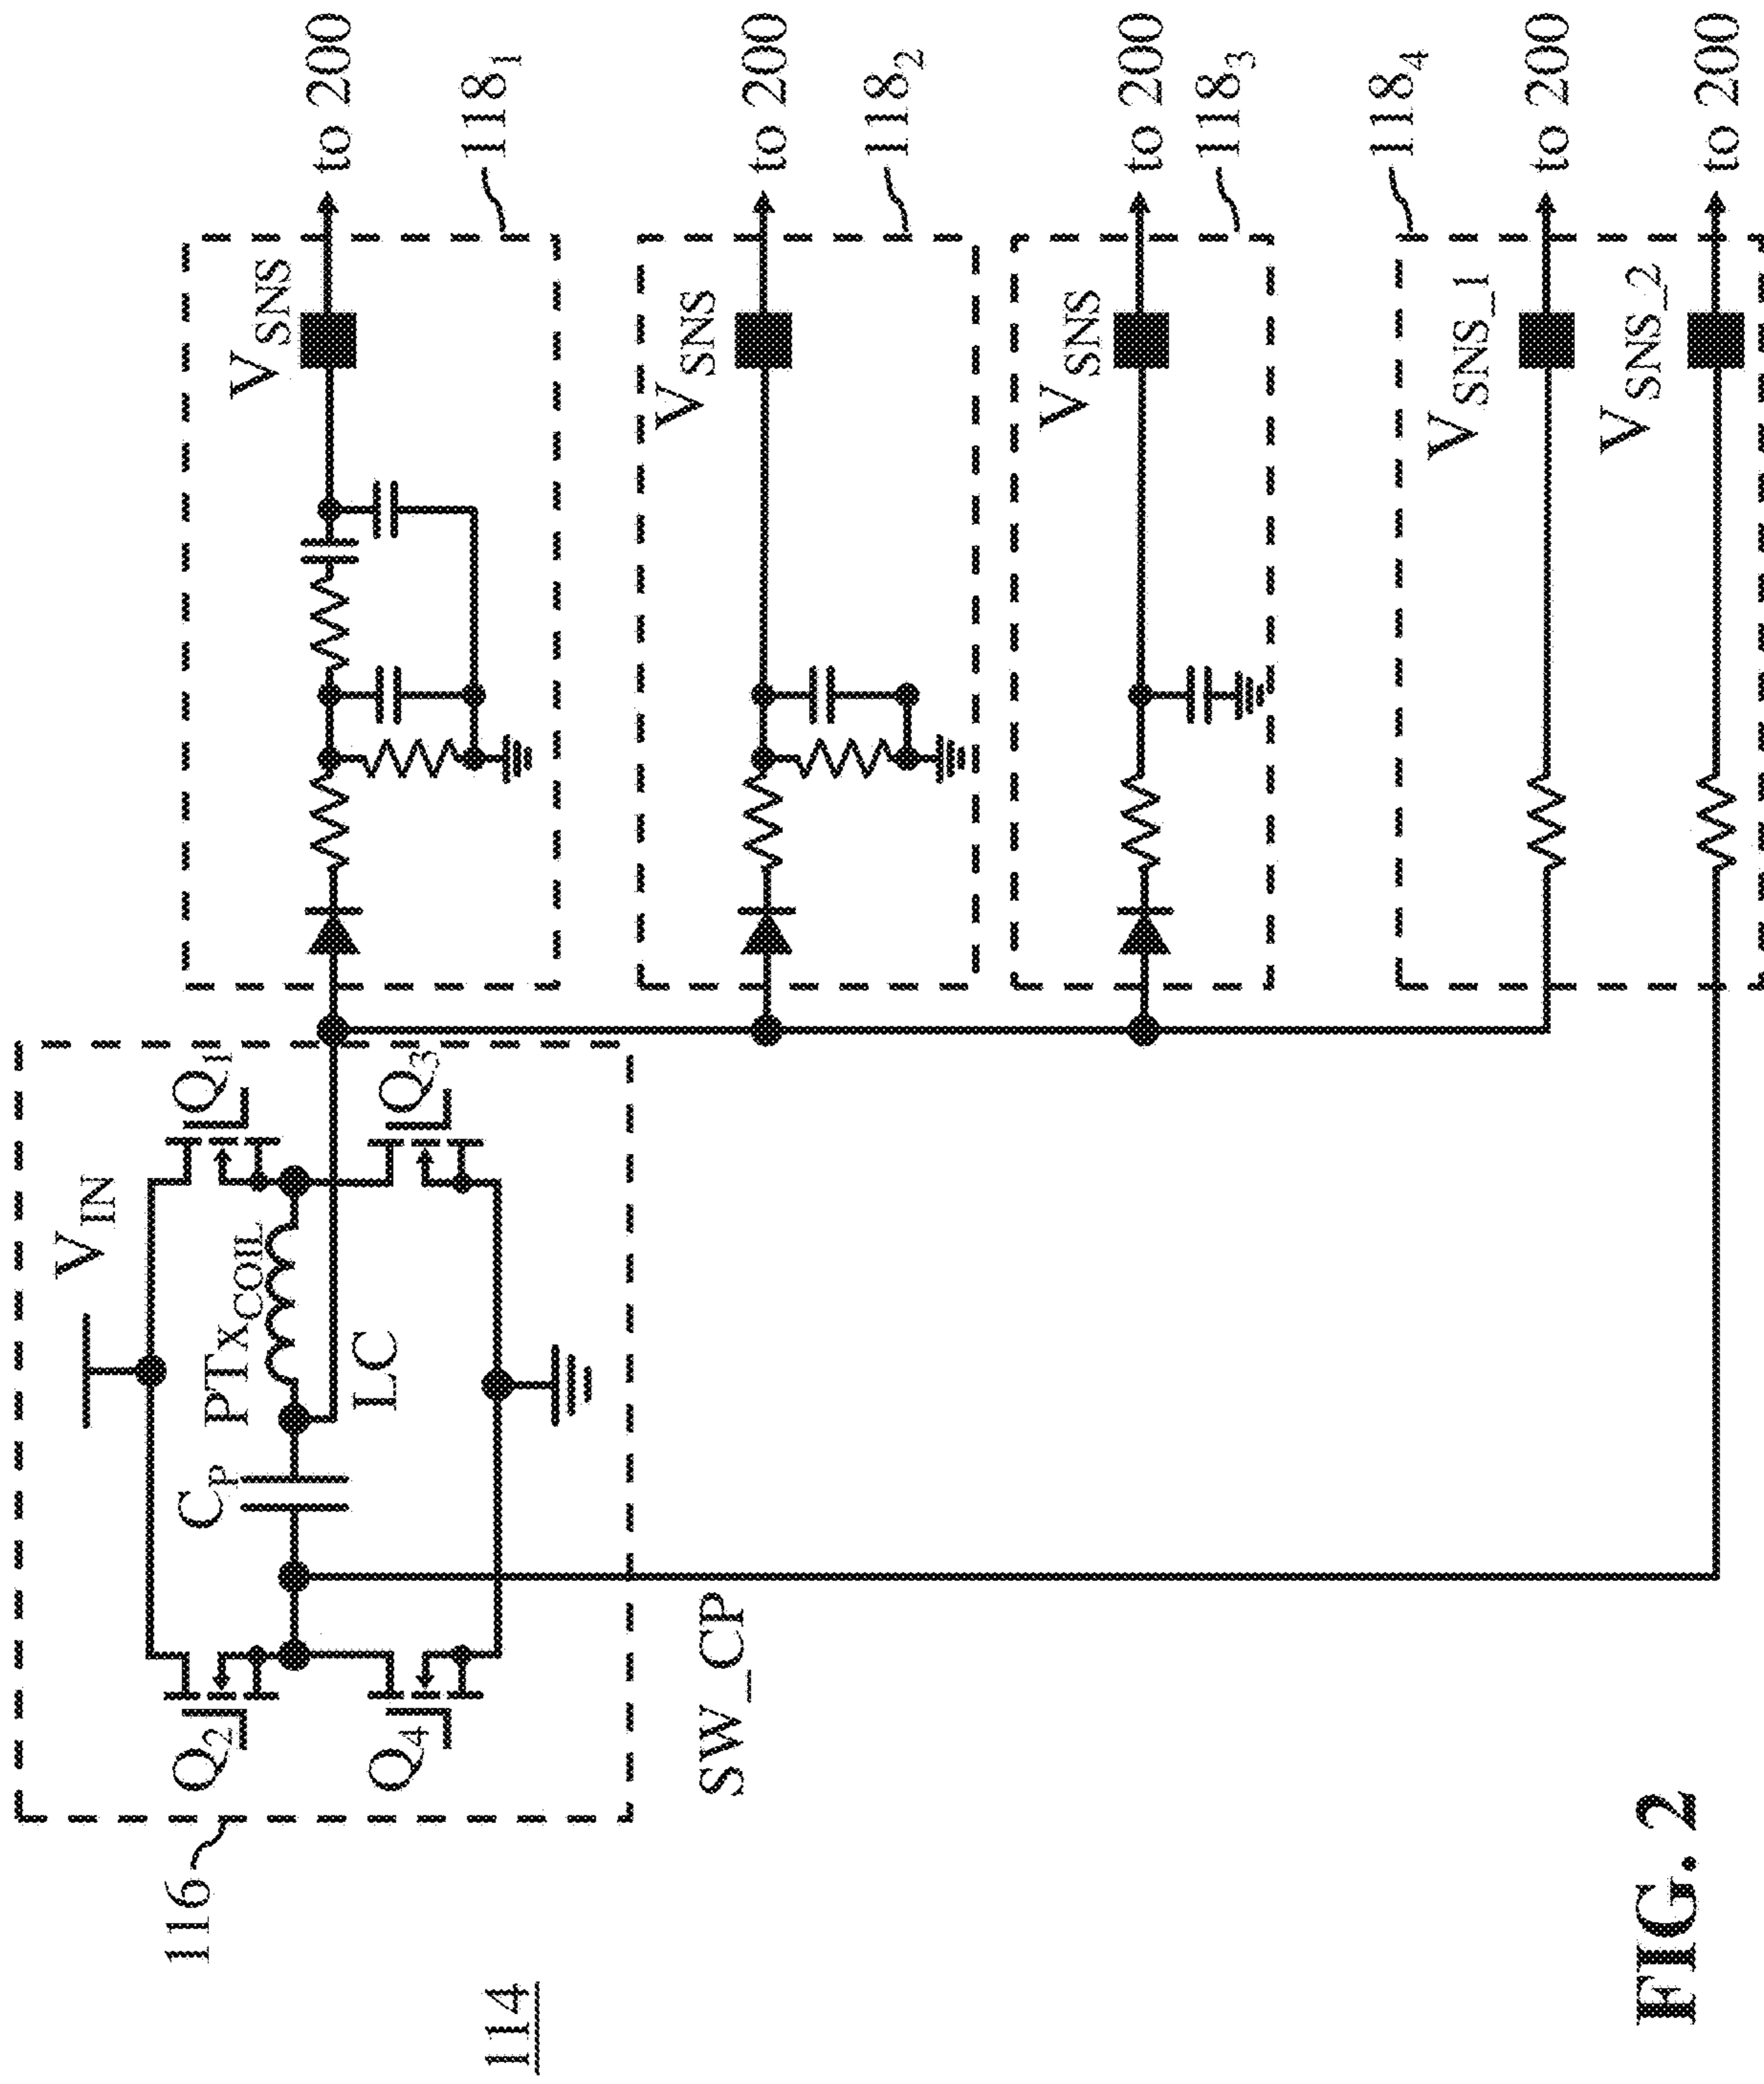 114
116
V_IN
Q_2
Q_1
C_P
PTx_COIL
LC
Q_4
Q_3
SW_CP
V_SNS
to 200
118_1
V_SNS
to 200
118_2
V_SNS
to 200
118_3
118_4
V_SNS_1
to 200
V_SNS_2
to 200
FIG. 2